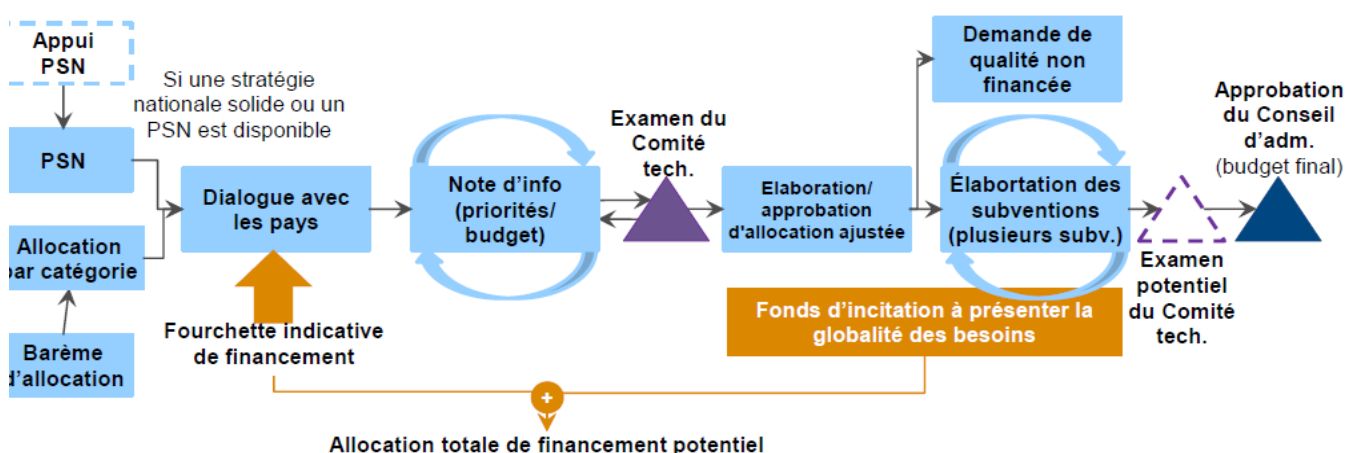 Appui
PSN
Si une stratégie
nationale solide ou un
PSN est disponible
PSN
Allocation
par catégorie
Barème
d'allocation
Dialogue avec
les pays
Fourchette indicative
de financement
Note d'info
(priorités/
budget)
Examen du
Comité
tech.
Elaboration/
approbation
d'allocation ajustée
Demande de
qualité non
financée
Élabortation des
subventions
(plusieurs subv.)
Fonds d'incitation à présenter la
globalité des besoins
Examen
potentiel
du Comité
tech.
Approbation
du Conseil
d'adm.
(budget final)
+
Allocation totale de financement potentiel